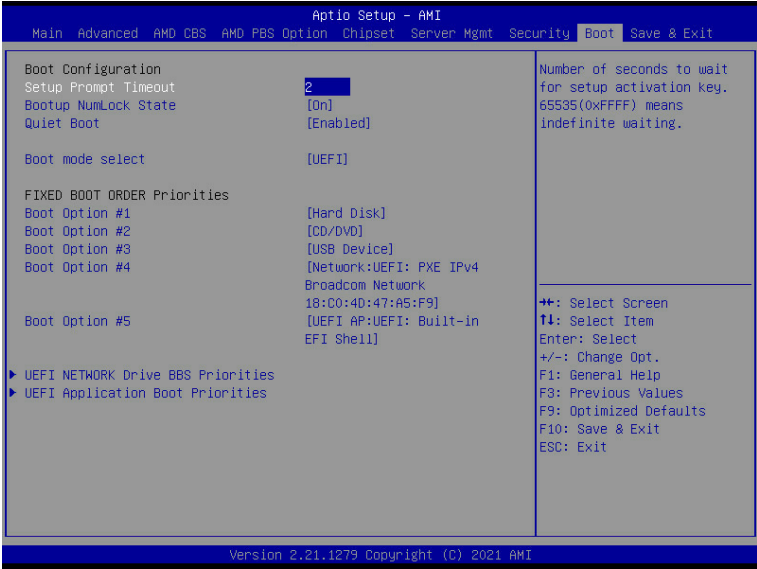 Aptio Setup – AMI
Main Advanced AMD CBS AMD PBS Option Chipset Server Mgmt Security Boot Save & Exit
Boot Configuration
Setup Prompt Timeout 2
Bootup NumLock State [On]
Quiet Boot [Enabled]
Boot mode select [UEFI]
FIXED BOOT ORDER Priorities
Boot Option #1 [Hard Disk]
Boot Option #2 [CD/DVD]
Boot Option #3 [USB Device]
Boot Option #4 [Network:UEFI: PXE IPv4
Broadcom Network
18:C0:4D:47:A5:F9]
Boot Option #5 [UEFI AP:UEFI: Built-in
EFI Shell]
UEFI NETWORK Drive BBS Priorities
UEFI Application Boot Priorities
Number of seconds to wait
for setup activation key.
65535(0xFFFF) means
indefinite waiting.
→←: Select Screen
↑↓: Select Item
Enter: Select
+/-: Change Opt.
F1: General Help
F3: Previous Values
F9: Optimized Defaults
F10: Save & Exit
ESC: Exit
Version 2.21.1279 Copyright (C) 2021 AMI